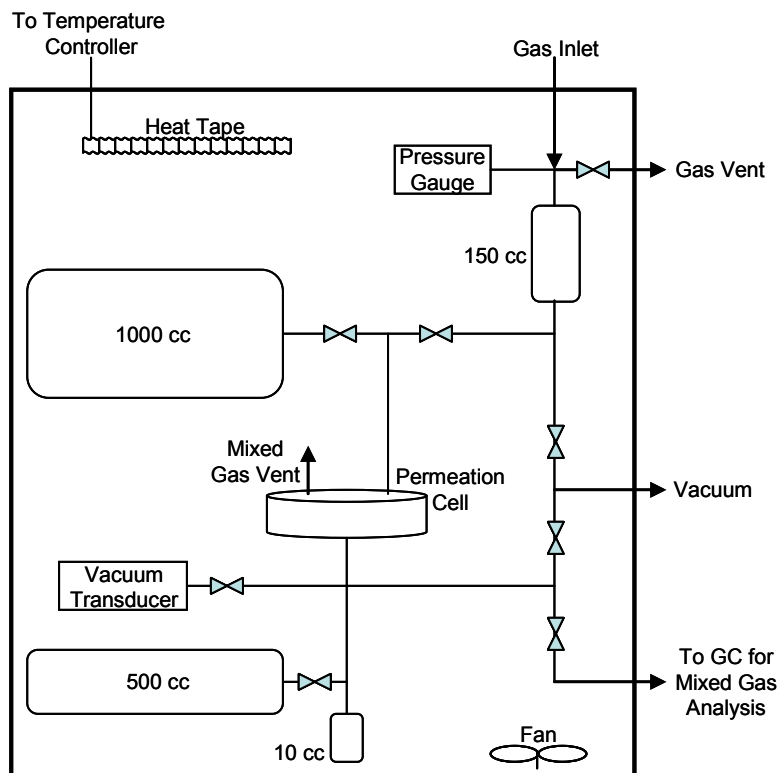 To Temperature
Controller
Gas Inlet
Heat Tape
Pressure
Gauge
Gas Vent
150 cc
1000 cc
Mixed
Gas Vent
Permeation
Cell
Vacuum
Vacuum
Transducer
500 cc
To GC for
Mixed Gas
Analysis
10 cc
Fan